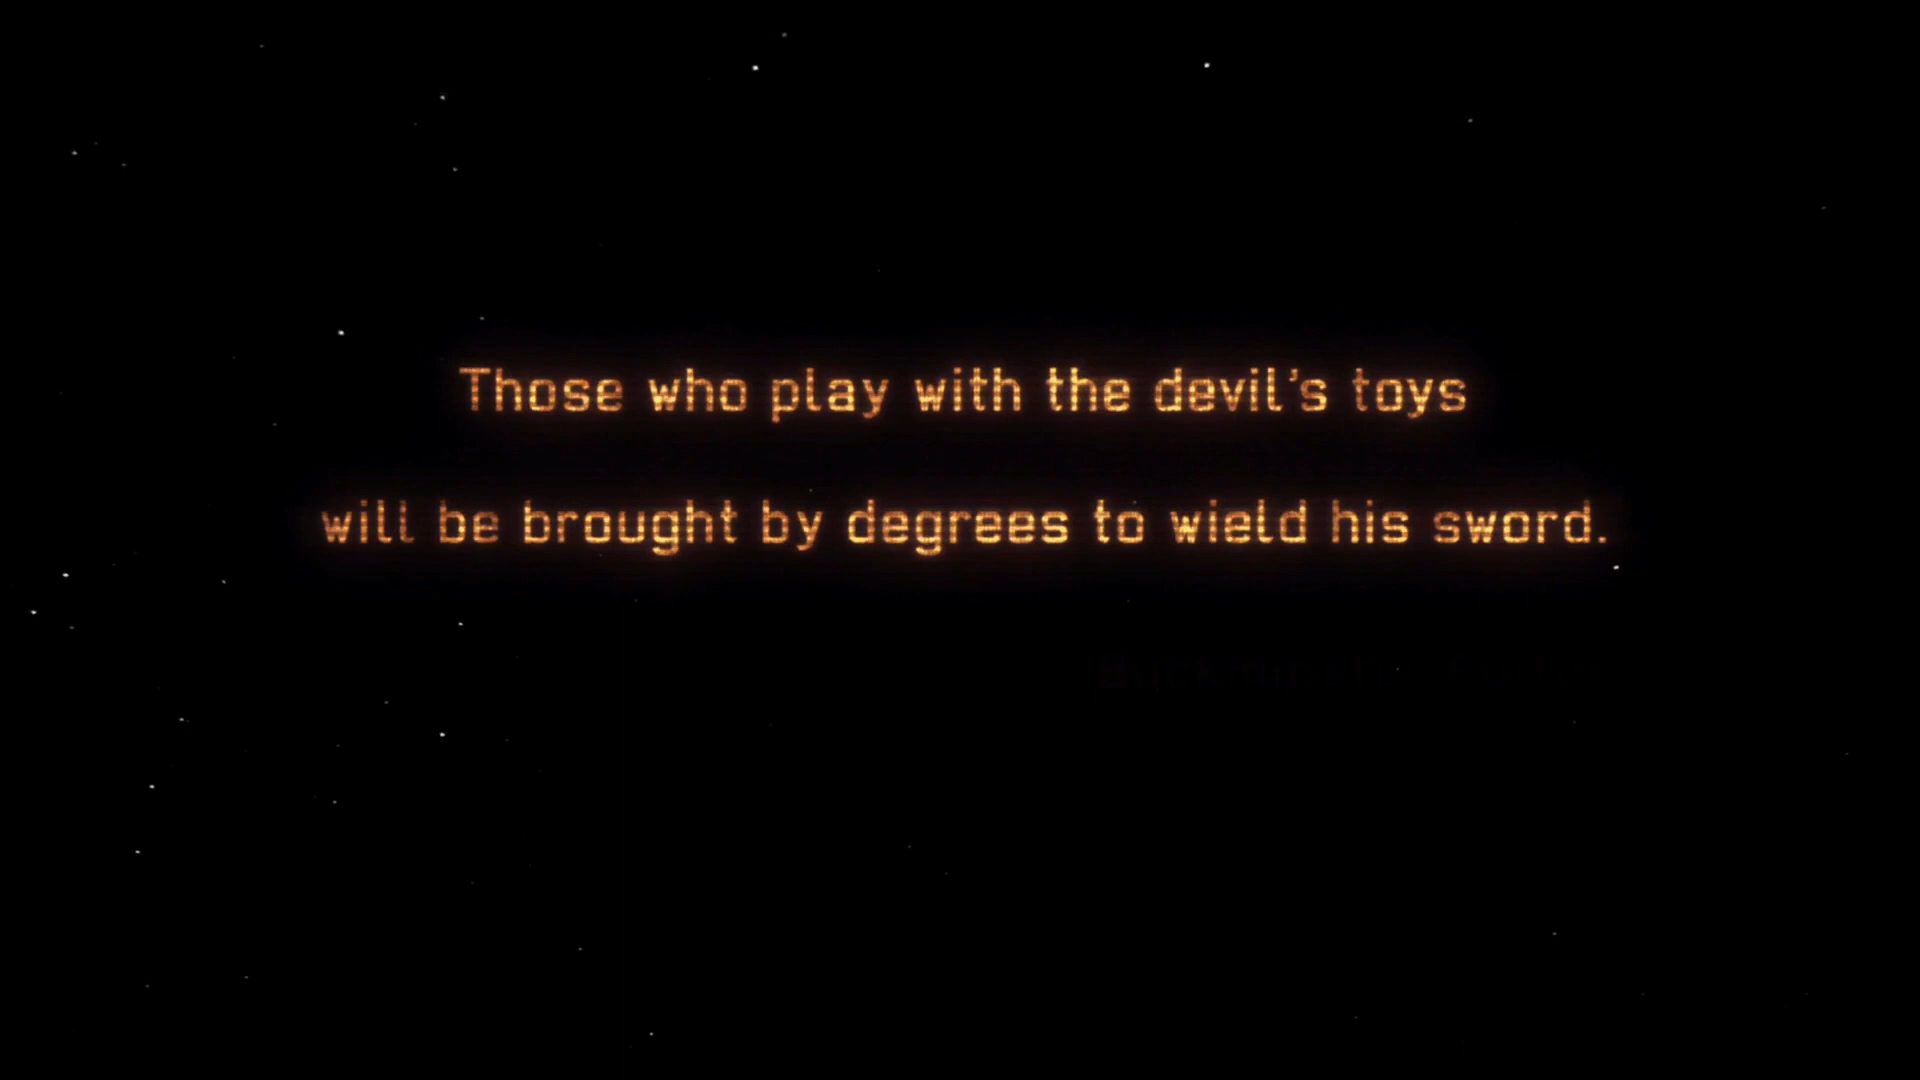 Those who play with the devil's toys
will be brought by degrees to wield his sword.